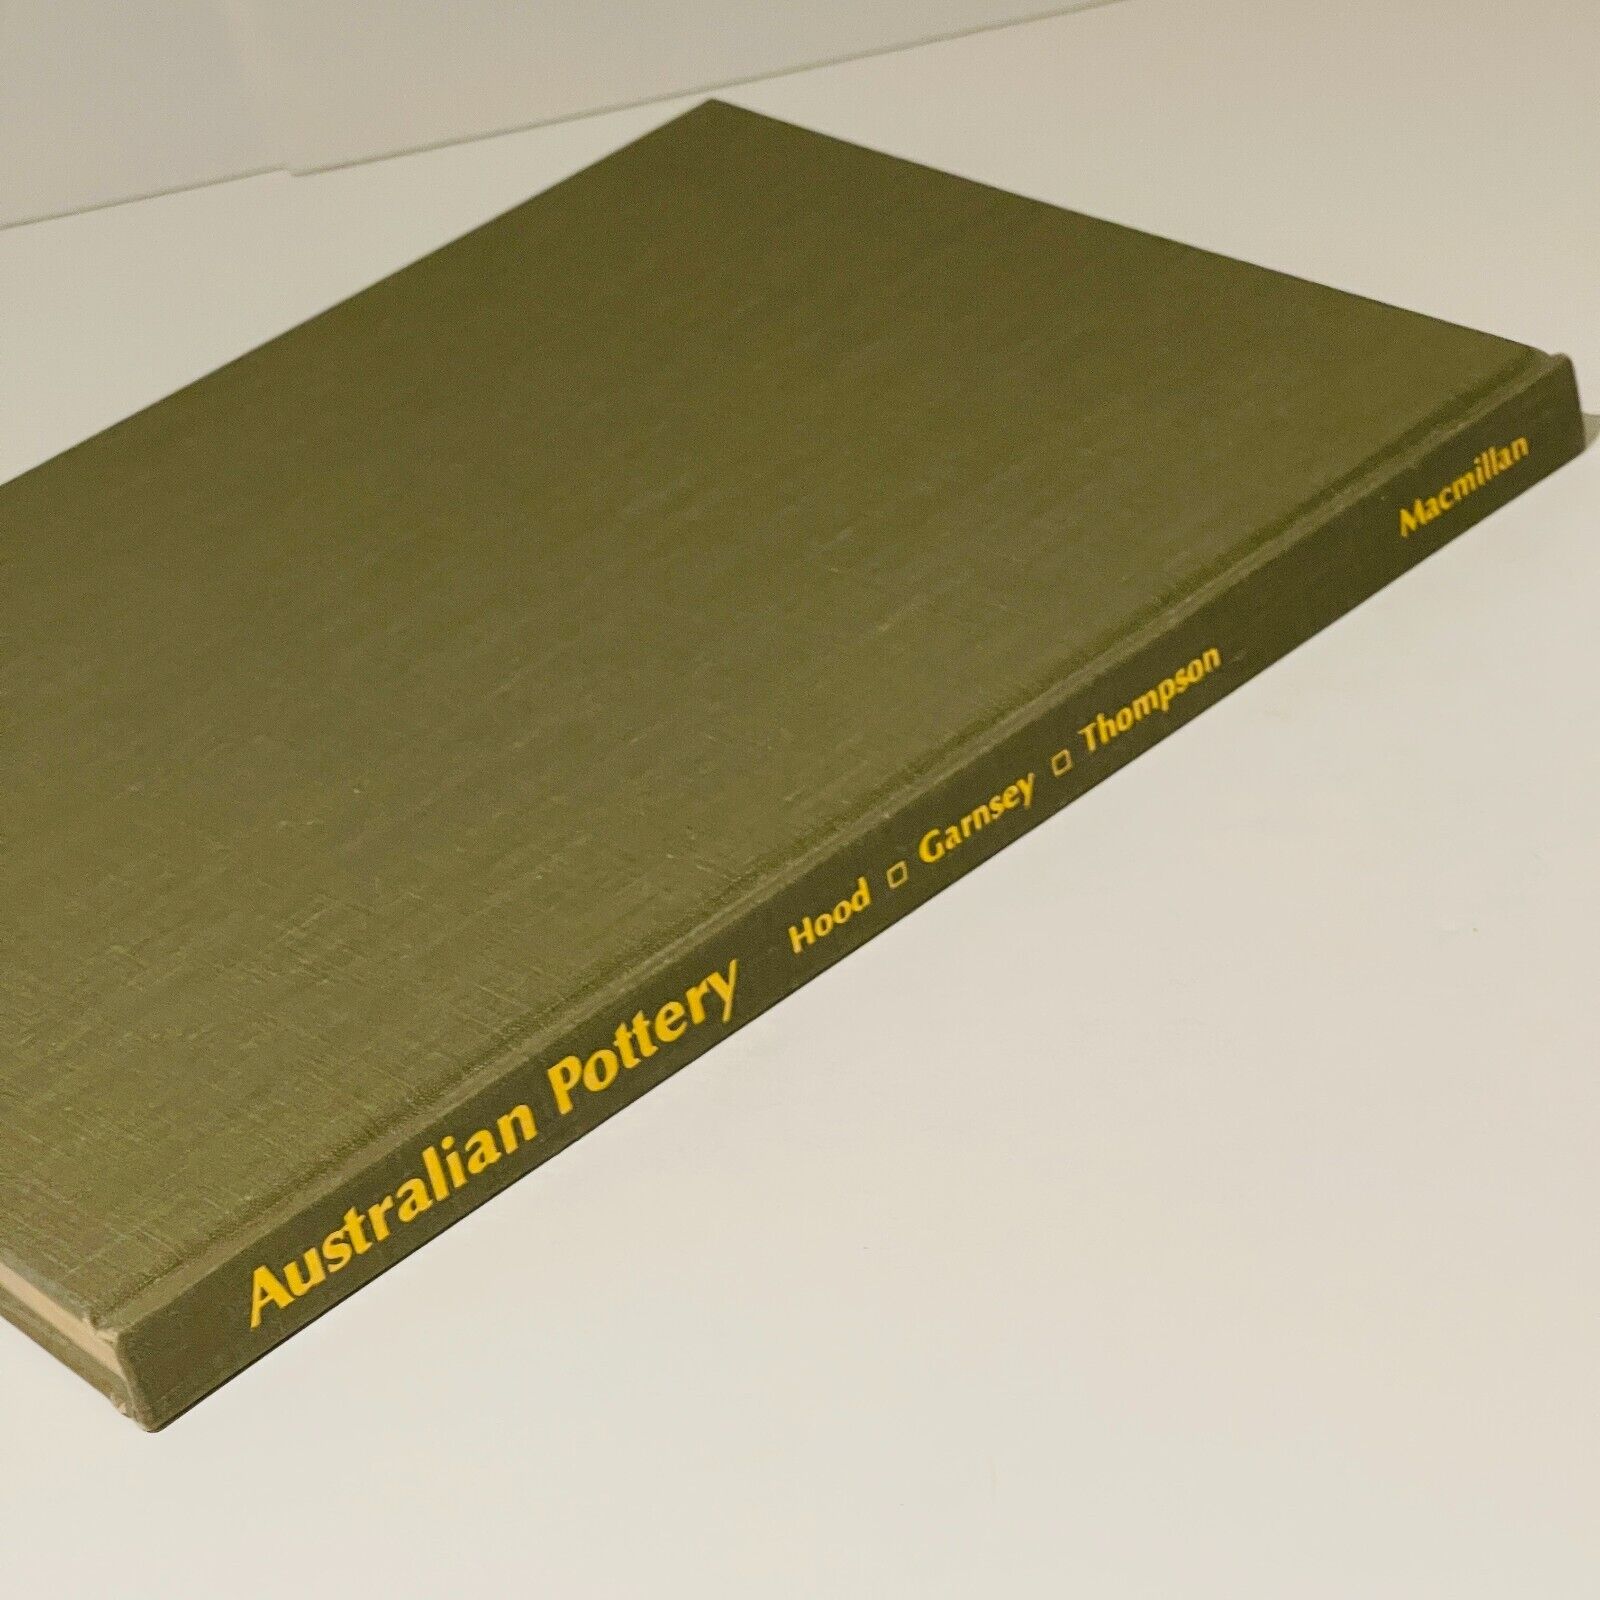 Australian Pottery Hood □ Garnsey □ Thompson Macmillan